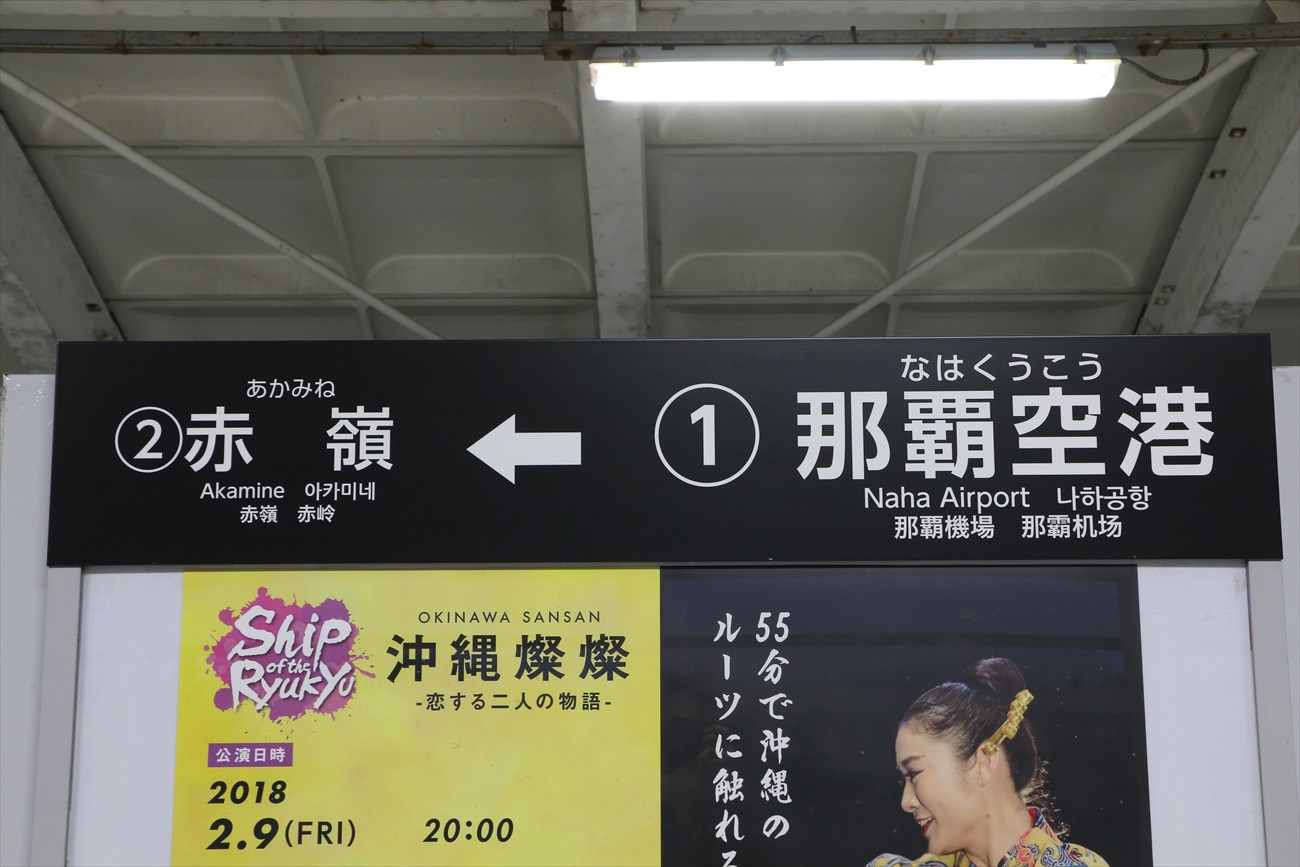 あかみね
②赤嶺
Akamine 아카미네
赤嶺 赤岭
←
なはくうこう
①那覇空港
Naha Airport 나하공항
那覇機場 那霸机场
Ship
of the
Ryukyu
OKINAWA SANSAN
沖縄燦燦
-恋する二人の物語-
公演日時
2018
2.9(FRI) 20:00
55分で沖縄の
ルーツに触れる